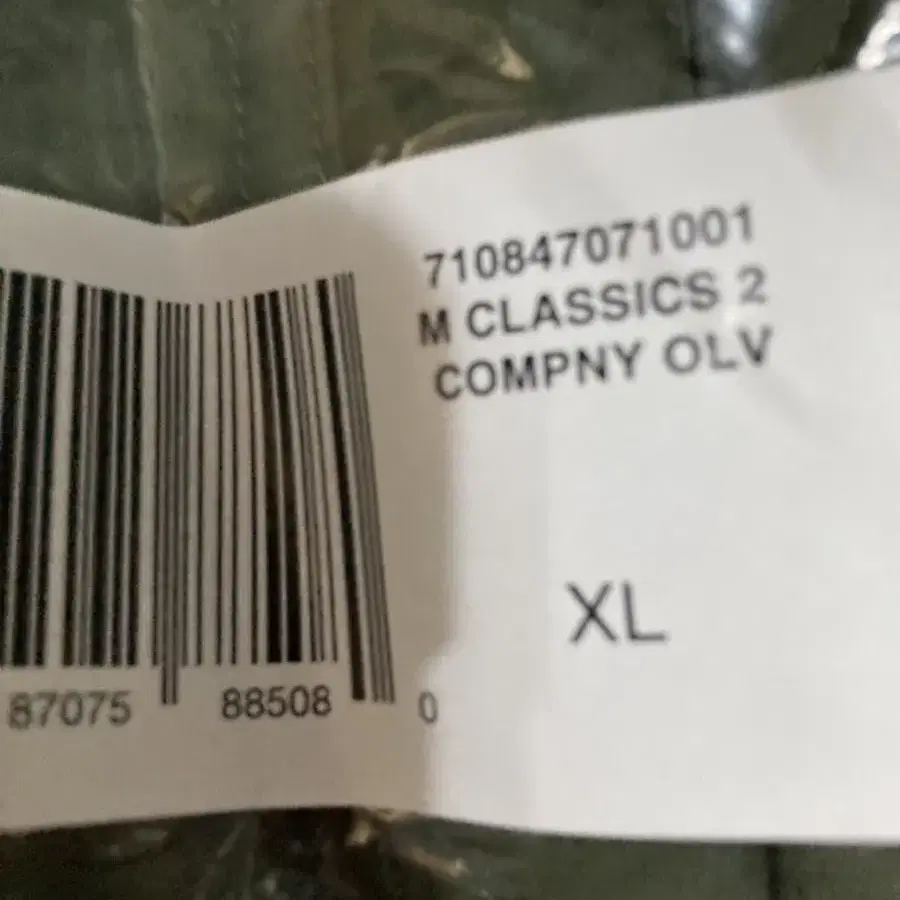 710847071001
M CLASSICS 2
COMPNY OLV
XL
87075 88508 0